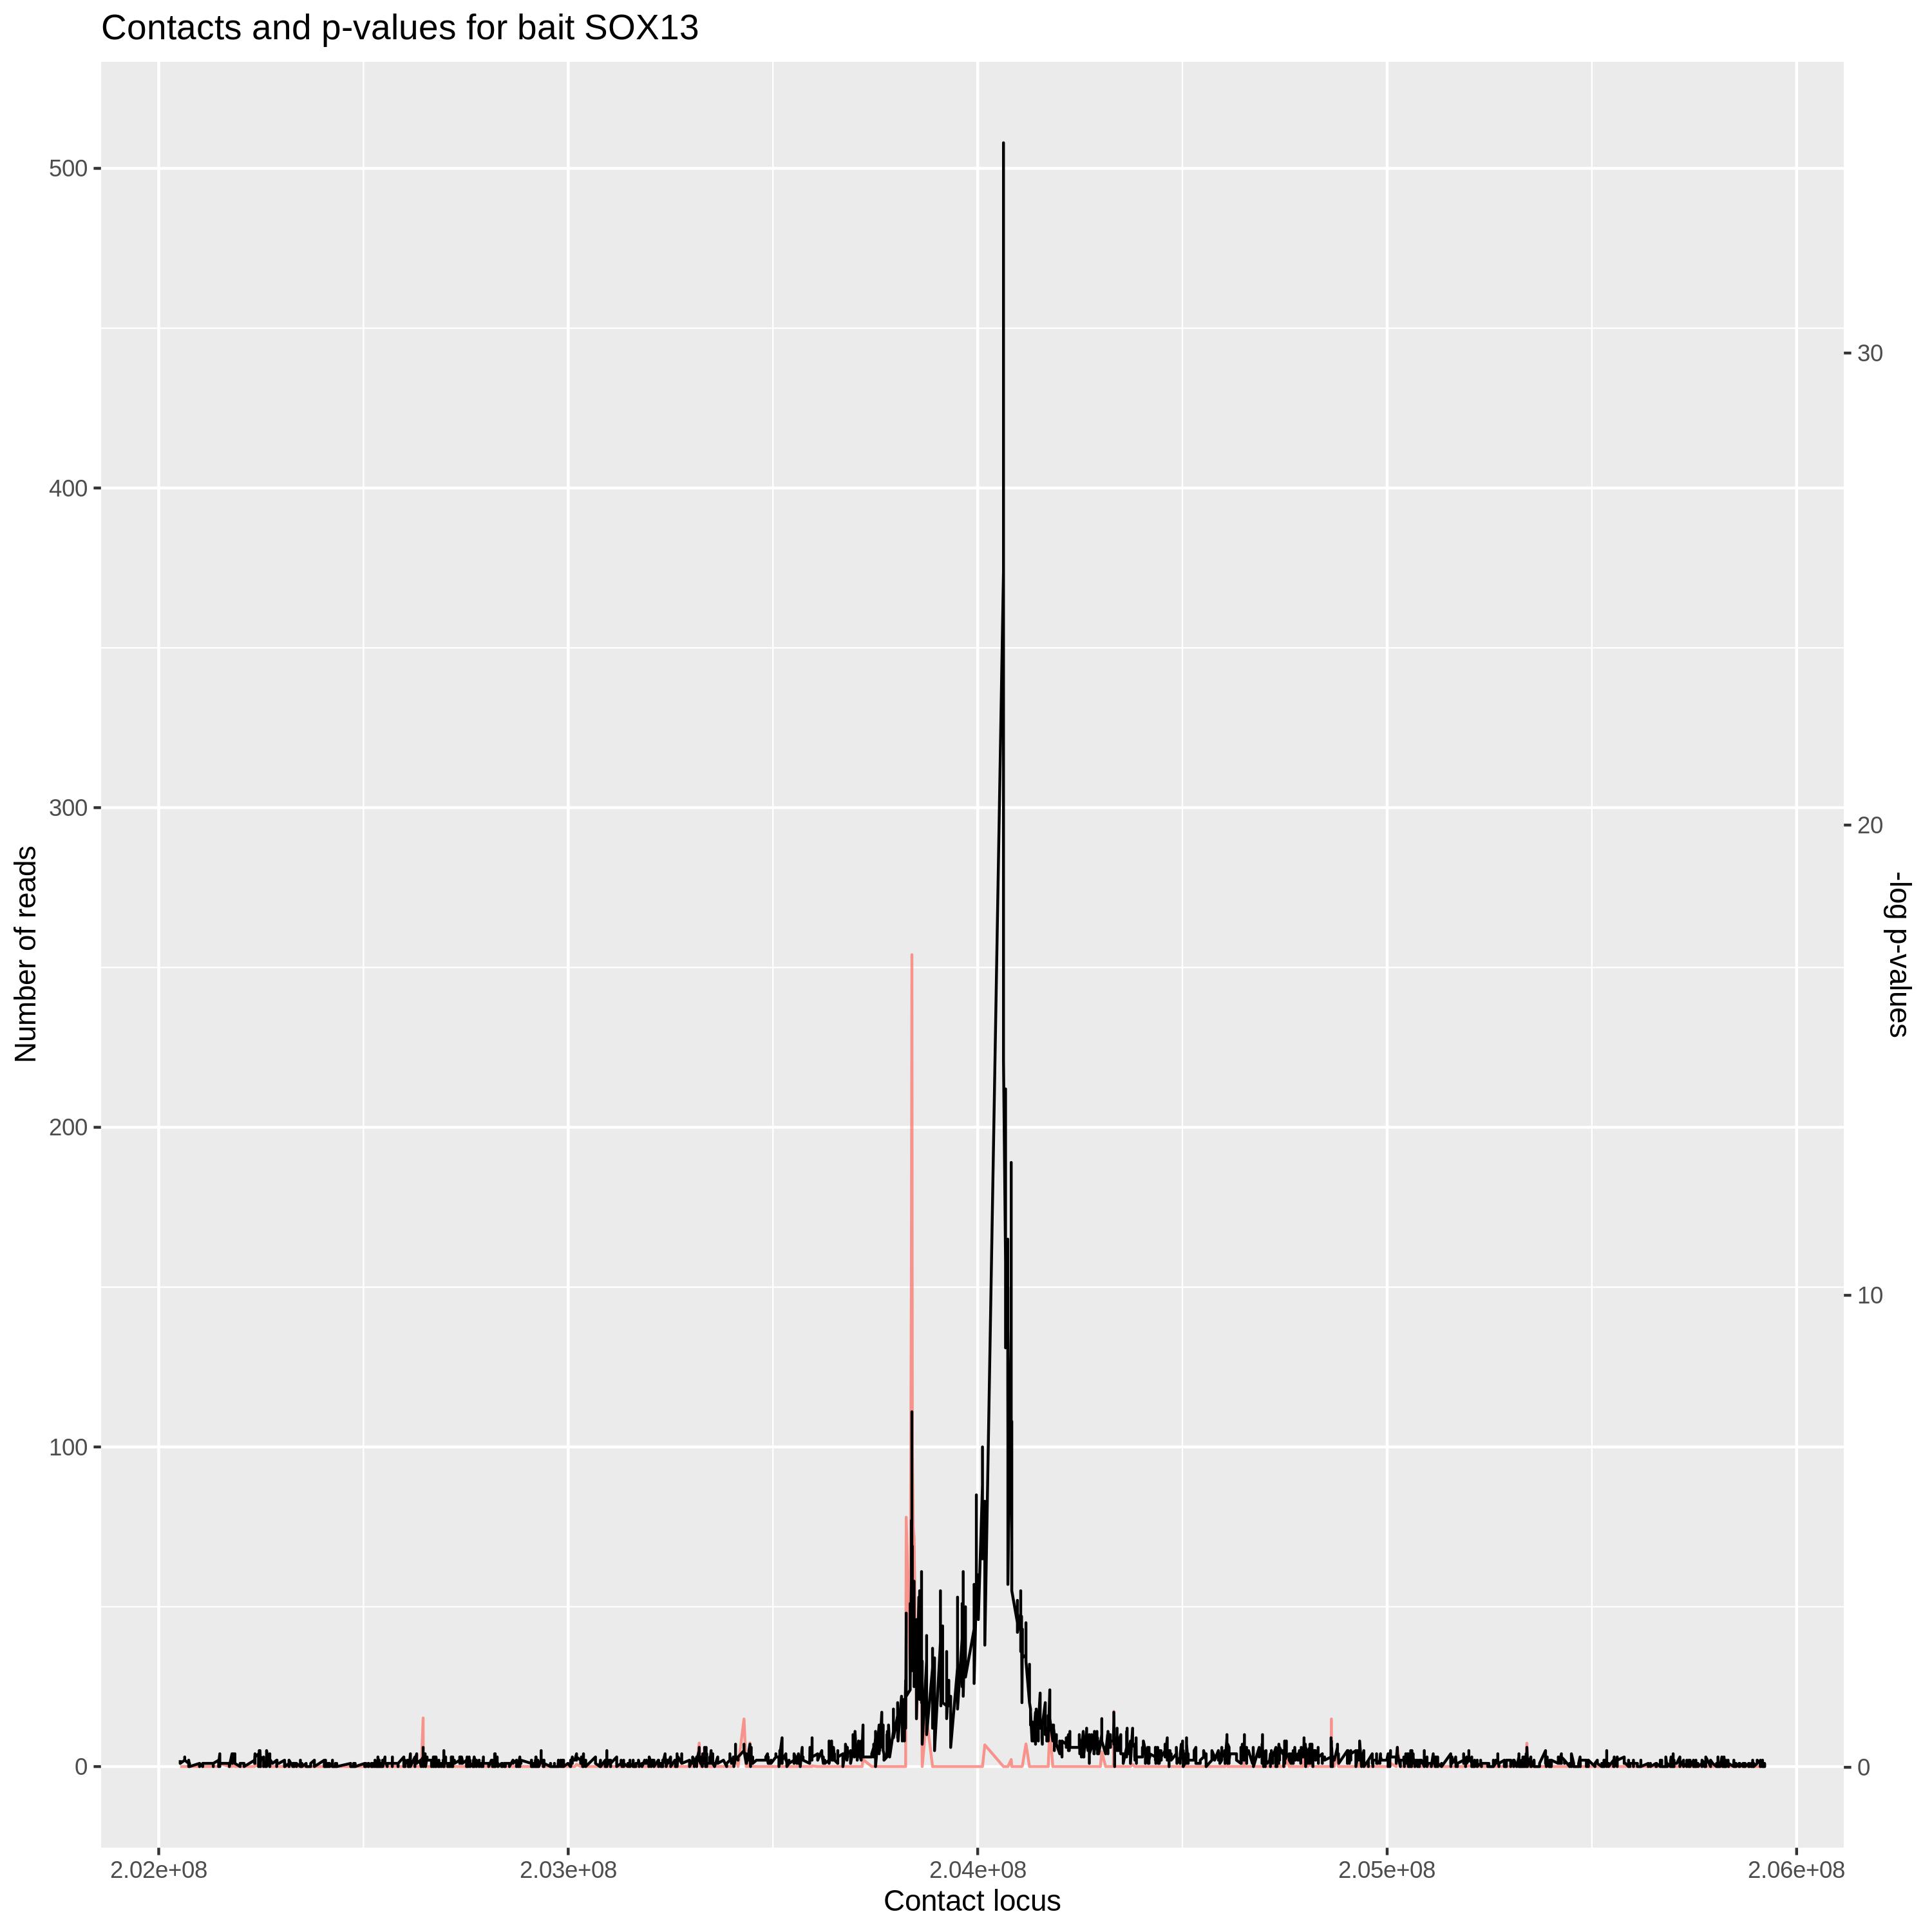 Contacts and p-values for bait SOX13
500
400
300
200
100
0
Number of reads
30
20
10
0
-log p-values
2.02e+08
2.03e+08
2.04e+08
2.05e+08
2.06e+08
Contact locus